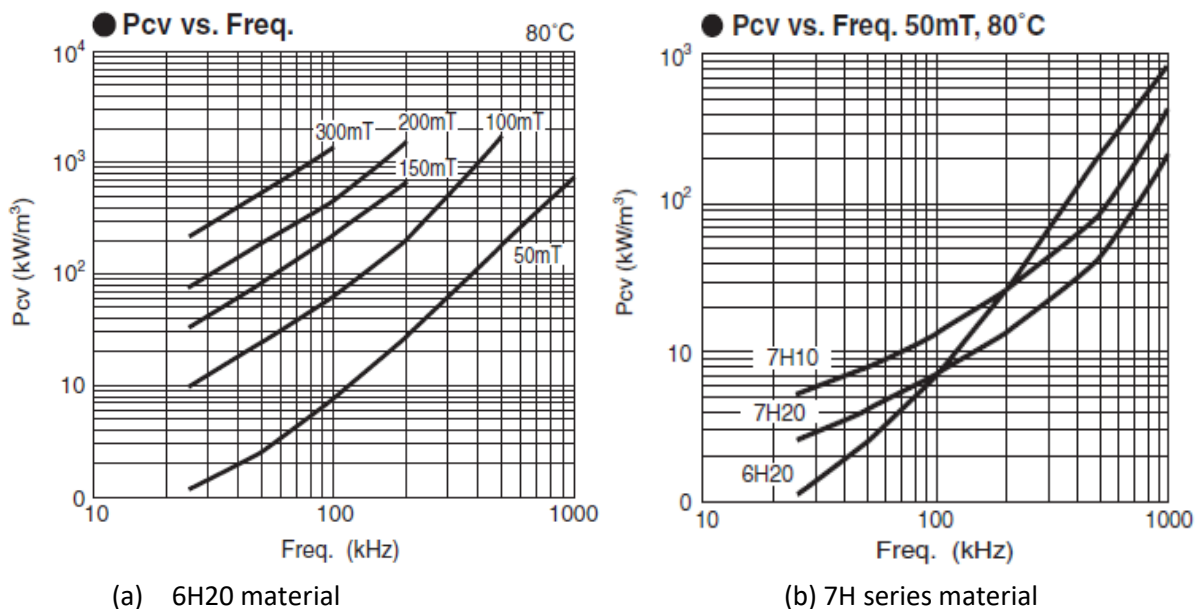 ● Pcv vs. Freq.
80˚C
10⁴
10³
10²
10
0
10
100
1000
Pcv (kW/m³)
Freq. (kHz)
300mT
200mT
100mT
150mT
50mT
(a) 6H20 material
● Pcv vs. Freq. 50mT, 80˚C
10³
10²
10
0
10
100
1000
Pcv (kW/m³)
Freq. (kHz)
7H10
7H20
6H20
(b) 7H series material